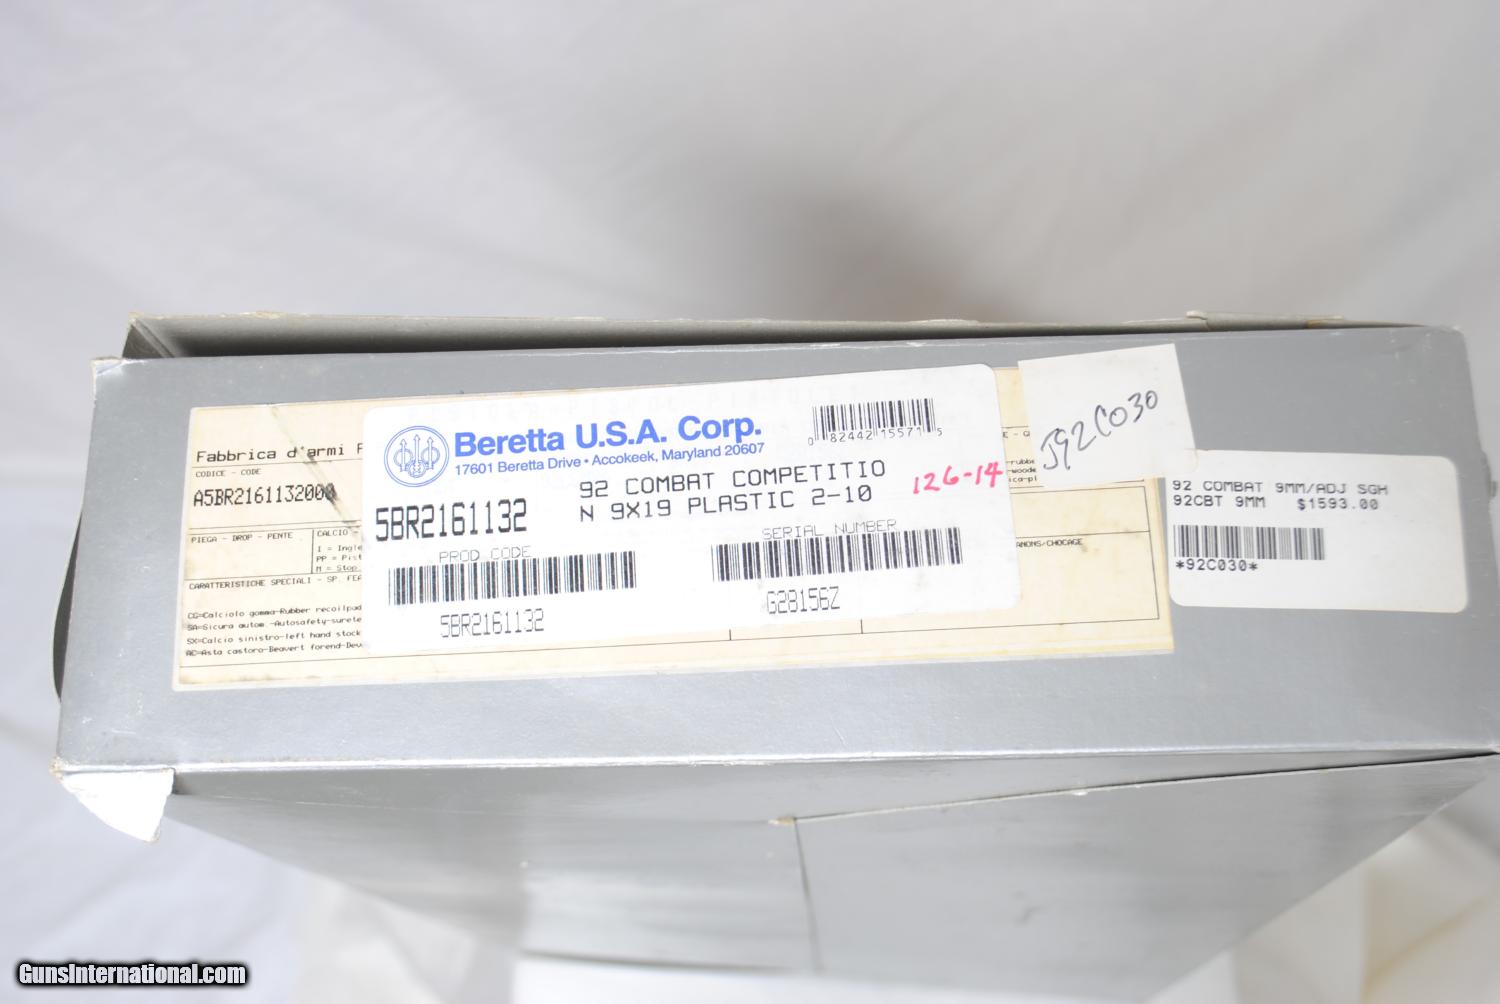 Fabbrica d'armi
CODICE - CODE
A5BR2161132000
PIEGA - DROP - PENTE
CALCIO -
I = Ingle
PP = Pist
M = Stop
CARATTERISTICHE SPECIALI - SP. FEA
CG=Calciolo gomma-Rubber recoilpad
SA=Sicura autom.-Autosafety-surete
SX=Calcio sinistro-left hand stock
AC=Asta castoro-Beavert forend-Dev
Beretta U.S.A. Corp.
17601 Beretta Drive • Accokeek, Maryland 20607
0 82442 15571 5
92 COMBAT COMPETITIO
N 9X19 PLASTIC 2-10
126-14
5BR2161132
PROD CODE
5BR2161132
SERIAL NUMBER
G28156Z
ANONS/CHOCAGE
J92C030
92 COMBAT 9MM/ADJ SGH
92CBT 9MM $1593.00
*92C030*
GunsInternational.com